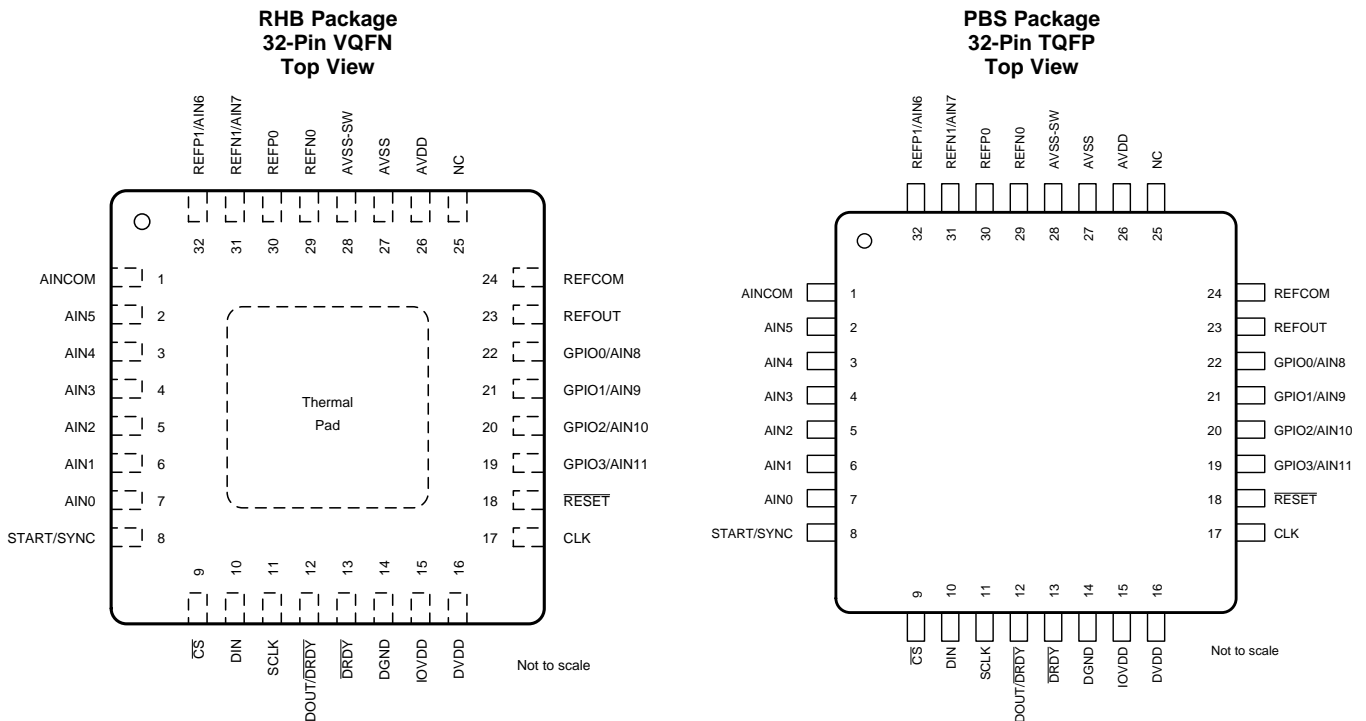 RHB Package
32-Pin VQFN
Top View
REFP1/AIN6
REFN1/AIN7
REFP0
REFN0
AVSS-SW
AVSS
AVDD
NC
32
31
30
29
28
27
26
25
AINCOM 1
AIN5 2
AIN4 3
AIN3 4
AIN2 5
AIN1 6
AIN0 7
START/SYNC 8
Thermal
Pad
24 REFCOM
23 REFOUT
22 GPIO0/AIN8
21 GPIO1/AIN9
20 GPIO2/AIN10
19 GPIO3/AIN11
18 R̅E̅S̅E̅T̅
17 CLK
9
10
11
12
13
14
15
16
C̅S̅
DIN
SCLK
DOUT/D̅R̅D̅Y̅
D̅R̅D̅Y̅
DGND
IOVDD
DVDD
Not to scale
PBS Package
32-Pin TQFP
Top View
REFP1/AIN6
REFN1/AIN7
REFP0
REFN0
AVSS-SW
AVSS
AVDD
NC
32
31
30
29
28
27
26
25
AINCOM 1
AIN5 2
AIN4 3
AIN3 4
AIN2 5
AIN1 6
AIN0 7
START/SYNC 8
24 REFCOM
23 REFOUT
22 GPIO0/AIN8
21 GPIO1/AIN9
20 GPIO2/AIN10
19 GPIO3/AIN11
18 R̅E̅S̅E̅T̅
17 CLK
9
10
11
12
13
14
15
16
C̅S̅
DIN
SCLK
DOUT/D̅R̅D̅Y̅
D̅R̅D̅Y̅
DGND
IOVDD
DVDD
Not to scale